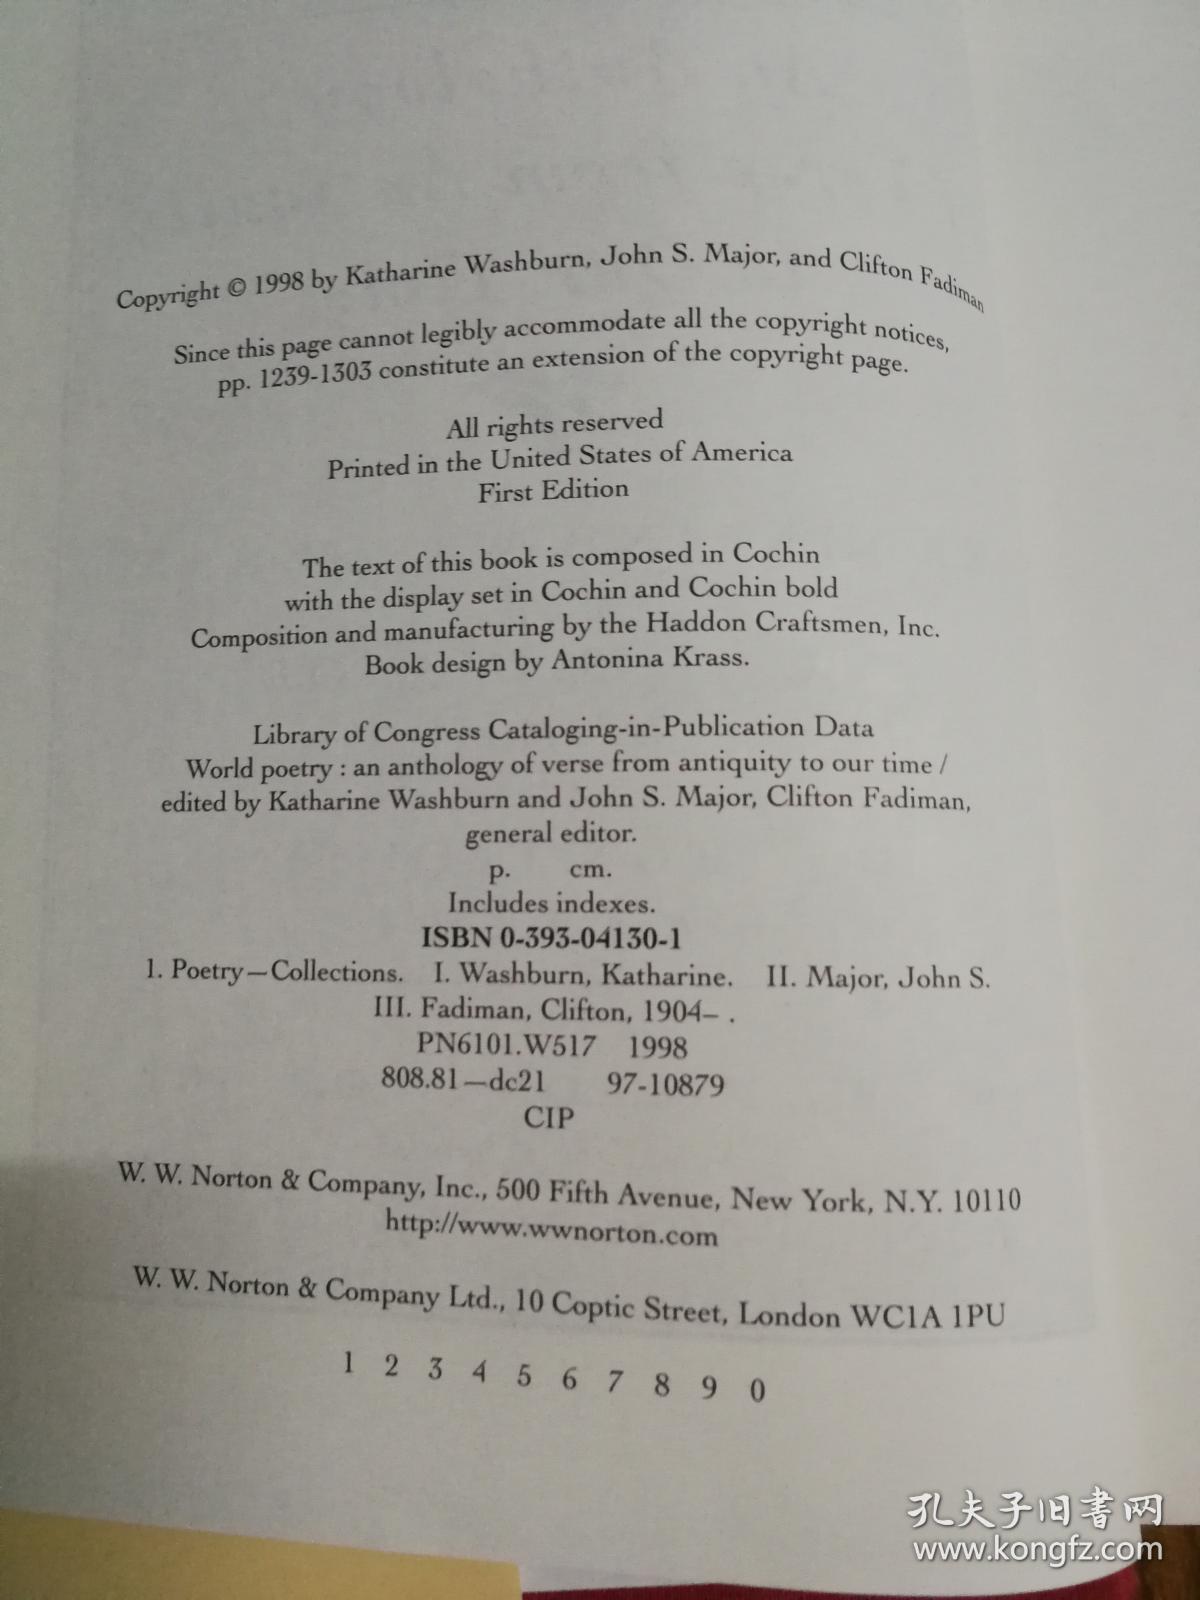 Copyright © 1998 by Katharine Washburn, John S. Major, and Clifton Fadiman
Since this page cannot legibly accommodate all the copyright notices,
pp. 1239-1303 constitute an extension of the copyright page.
All rights reserved
Printed in the United States of America
First Edition
The text of this book is composed in Cochin
with the display set in Cochin and Cochin bold
Composition and manufacturing by the Haddon Craftsmen, Inc.
Book design by Antonina Krass.
Library of Congress Cataloging-in-Publication Data
World poetry : an anthology of verse from antiquity to our time /
edited by Katharine Washburn and John S. Major, Clifton Fadiman,
general editor.
p. cm.
Includes indexes.
ISBN 0-393-04130-1
1. Poetry—Collections. I. Washburn, Katharine. II. Major, John S.
III. Fadiman, Clifton, 1904– .
PN6101.W517 1998
808.81—dc21 97-10879
CIP
W. W. Norton & Company, Inc., 500 Fifth Avenue, New York, N.Y. 10110
http://www.wwnorton.com
W. W. Norton & Company Ltd., 10 Coptic Street, London WC1A 1PU
1 2 3 4 5 6 7 8 9 0
孔夫子旧书网
www.kongfz.com